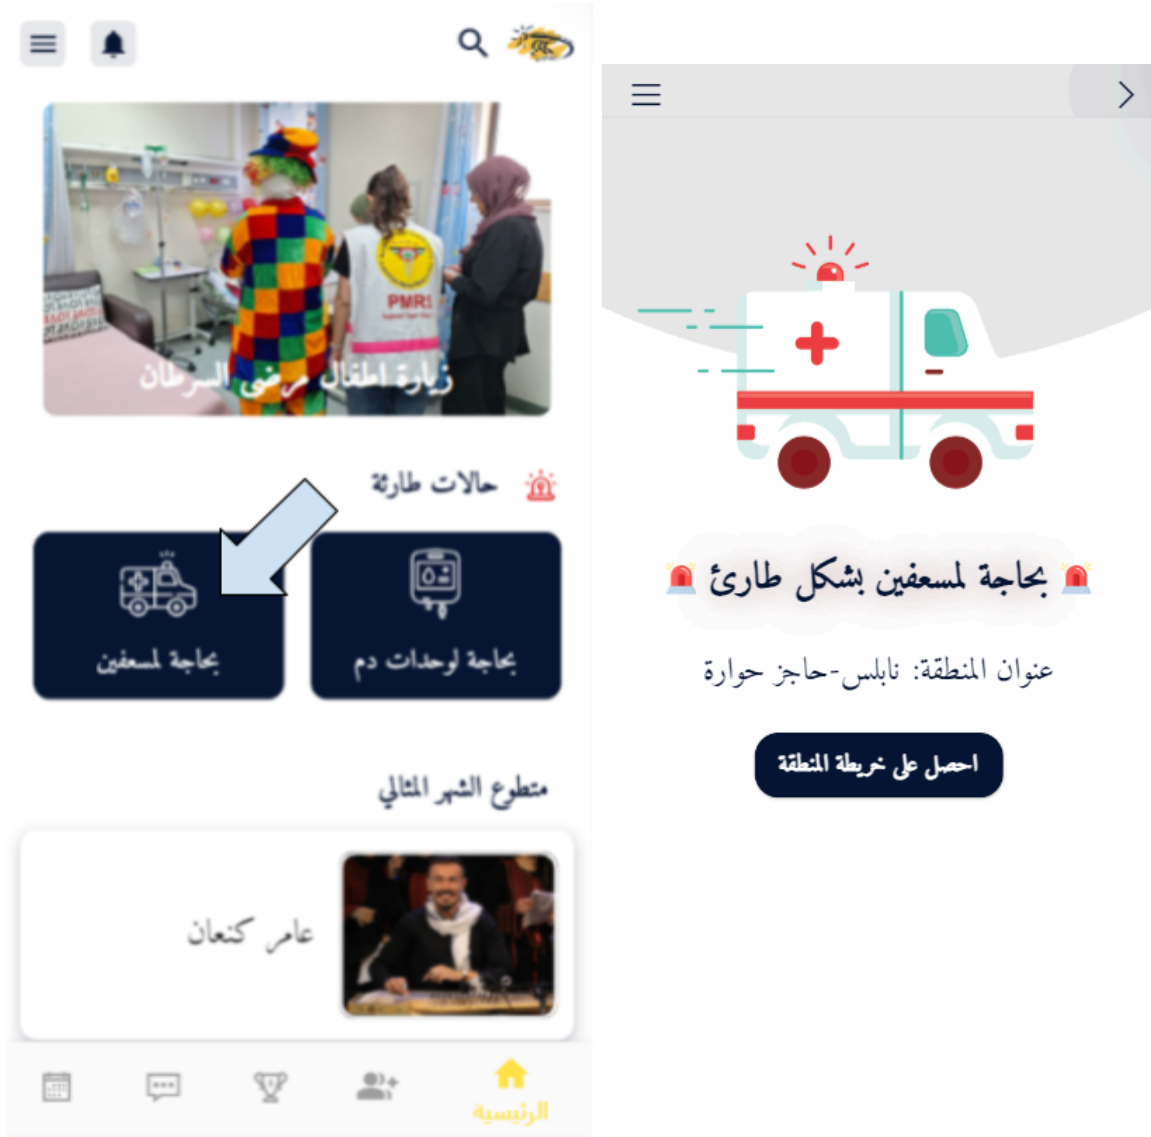 PMRS
زيارة اطفال مرضى السرطان
حالات طارئة
بحاجة لوحدات دم
بحاجة لمسعفين
متطوع الشهر المثالي
عامر كنعان
الرئيسية
بحاجة لمسعفين بشكل طارئ
عنوان المنطقة: نابلس-حاجز حوارة
احصل على خريطة المنطقة